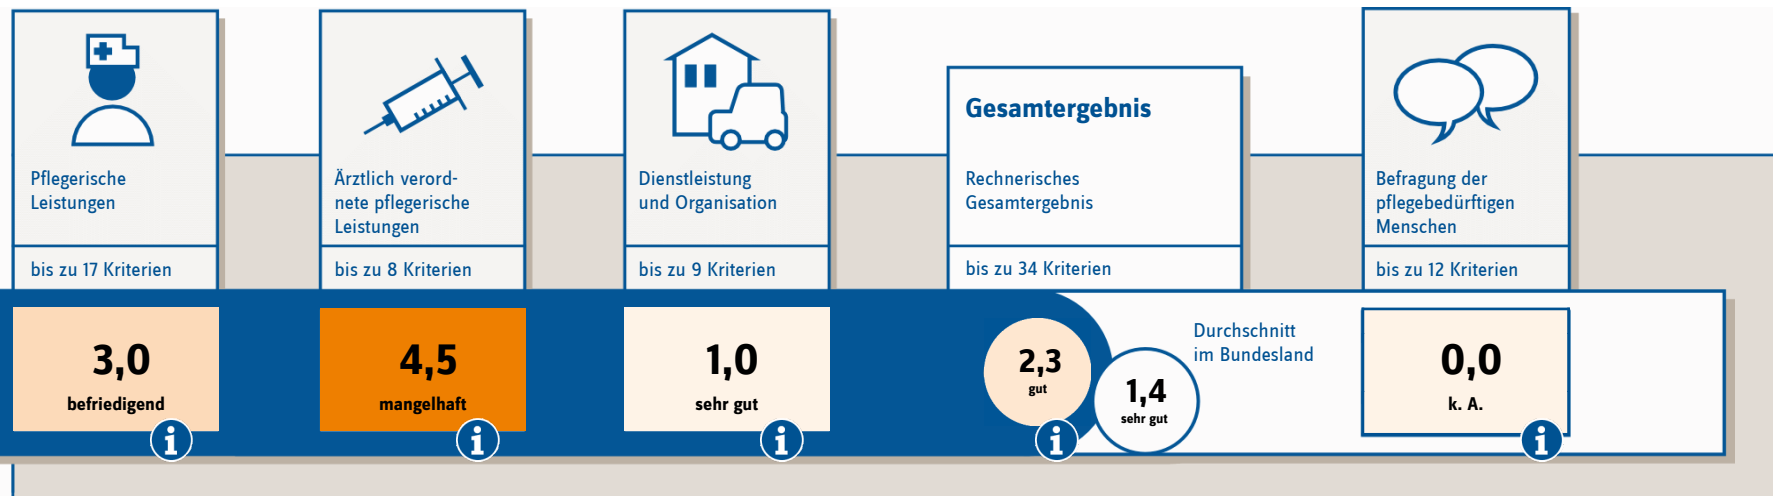 Pflegerische
Leistungen
bis zu 17 Kriterien
3,0
befriedigend
i
Ärztlich verord-
nete pflegerische
Leistungen
bis zu 8 Kriterien
4,5
mangelhaft
i
Dienstleistung
und Organisation
bis zu 9 Kriterien
1,0
sehr gut
i
Gesamtergebnis
Rechnerisches
Gesamtergebnis
bis zu 34 Kriterien
2,3
gut
i
1,4
sehr gut
Durchschnitt
im Bundesland
Befragung der
pflegebedürftigen
Menschen
bis zu 12 Kriterien
0,0
k. A.
i